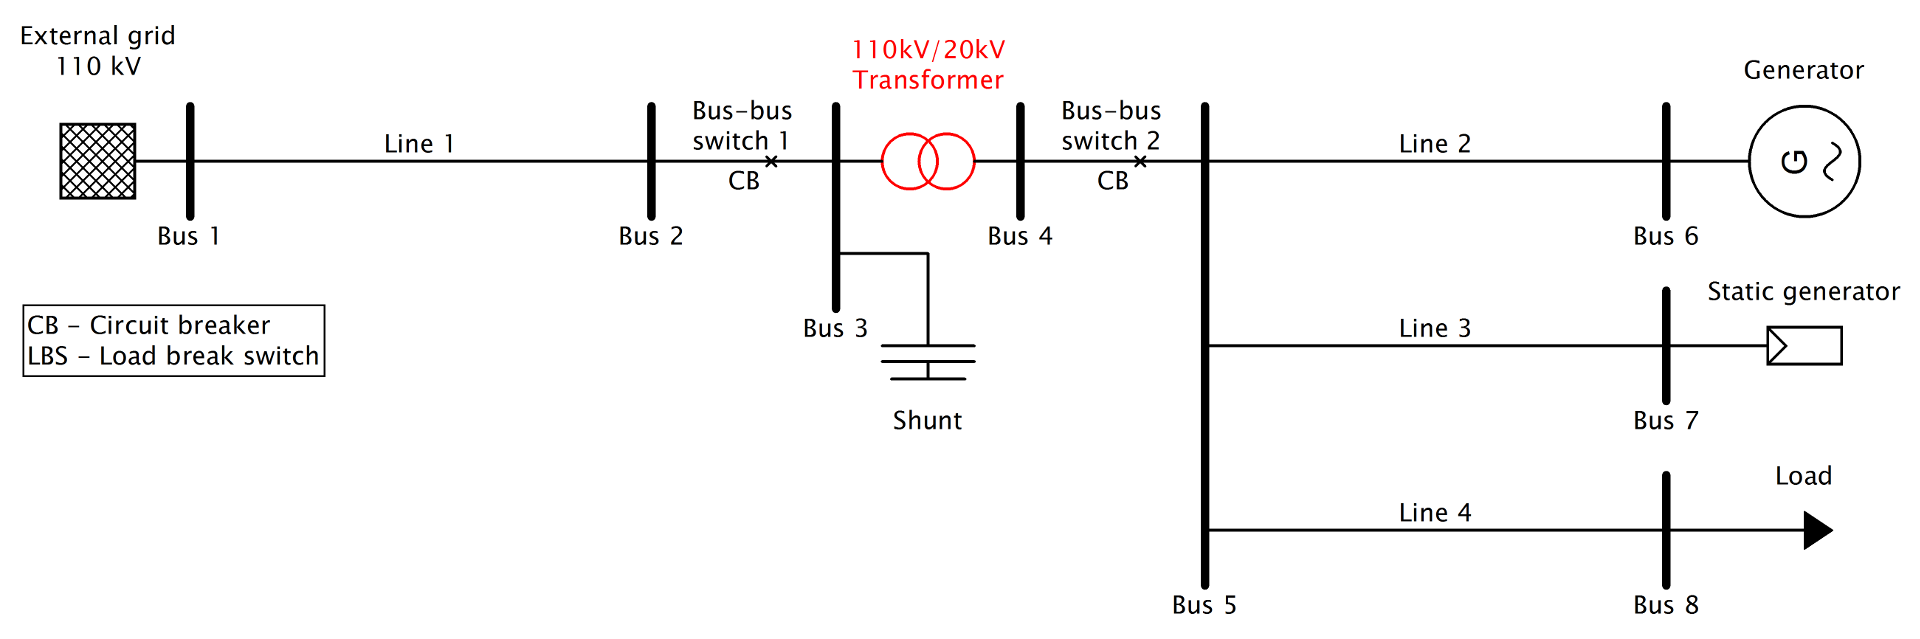 External grid
110 kV
110kV/20kV
Transformer
Generator
Bus-bus
switch 1
Bus-bus
switch 2
Line 1
Line 2
CB
CB
G
Bus 1
Bus 2
Bus 4
Bus 6
Static generator
CB - Circuit breaker
LBS - Load break switch
Bus 3
Line 3
Shunt
Bus 7
Load
Line 4
Bus 5
Bus 8